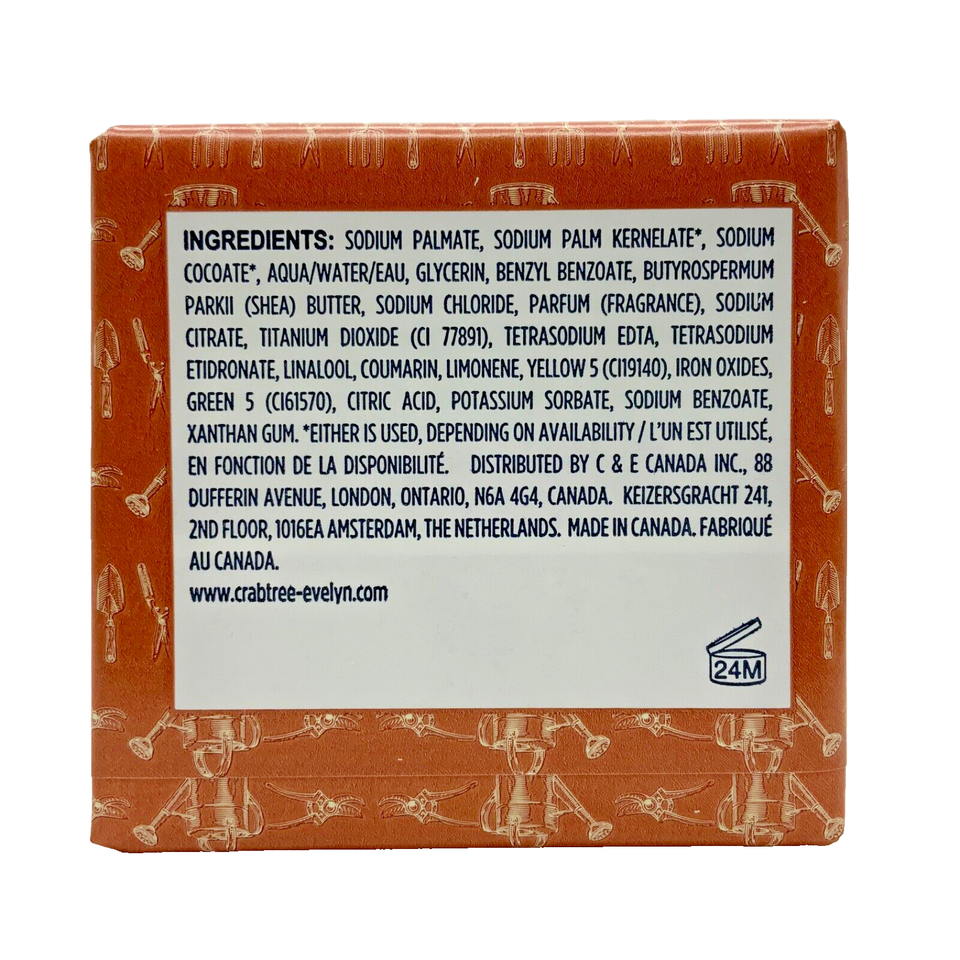 INGREDIENTS: SODIUM PALMATE, SODIUM PALM KERNELATE*, SODIUM
COCOATE*, AQUA/WATER/EAU, GLYCERIN, BENZYL BENZOATE, BUTYROSPERMUM
PARKII (SHEA) BUTTER, SODIUM CHLORIDE, PARFUM (FRAGRANCE), SODIUM
CITRATE, TITANIUM DIOXIDE (CI 77891), TETRASODIUM EDTA, TETRASODIUM
ETIDRONATE, LINALOOL, COUMARIN, LIMONENE, YELLOW 5 (CI19140), IRON OXIDES,
GREEN 5 (CI61570), CITRIC ACID, POTASSIUM SORBATE, SODIUM BENZOATE,
XANTHAN GUM. *EITHER IS USED, DEPENDING ON AVAILABILITY / L'UN EST UTILISÉ,
EN FONCTION DE LA DISPONIBILITÉ. DISTRIBUTED BY C & E CANADA INC., 88
DUFFERIN AVENUE, LONDON, ONTARIO, N6A 4G4, CANADA. KEIZERSGRACHT 241,
2ND FLOOR, 1016EA AMSTERDAM, THE NETHERLANDS. MADE IN CANADA. FABRIQUÉ
AU CANADA.
www.crabtree-evelyn.com
24M